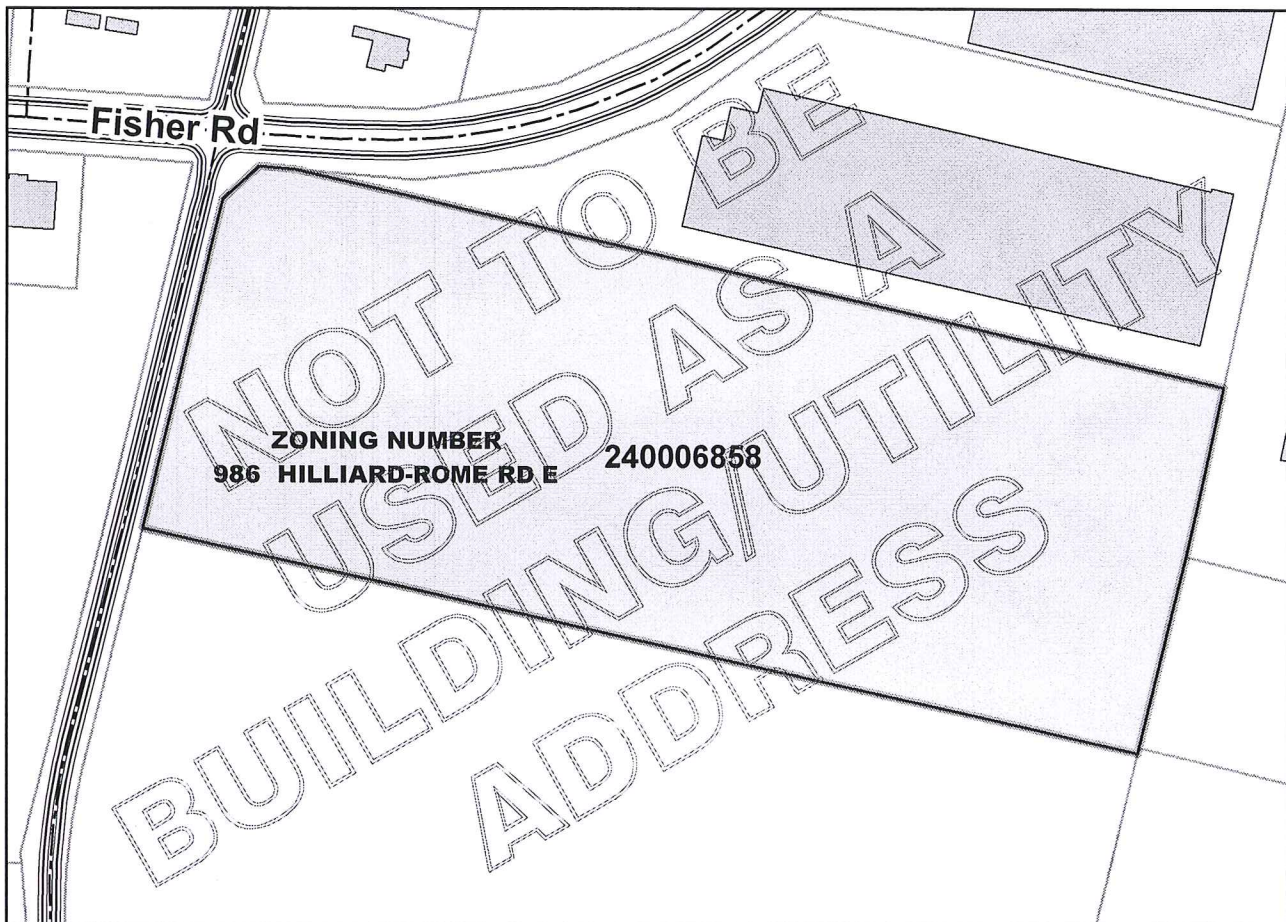 Fisher Rd
NOT TO BE
USED AS A
BUILDING/UTILITY
ADDRESS
ZONING NUMBER
986 HILLIARD-ROME RD E
240006858